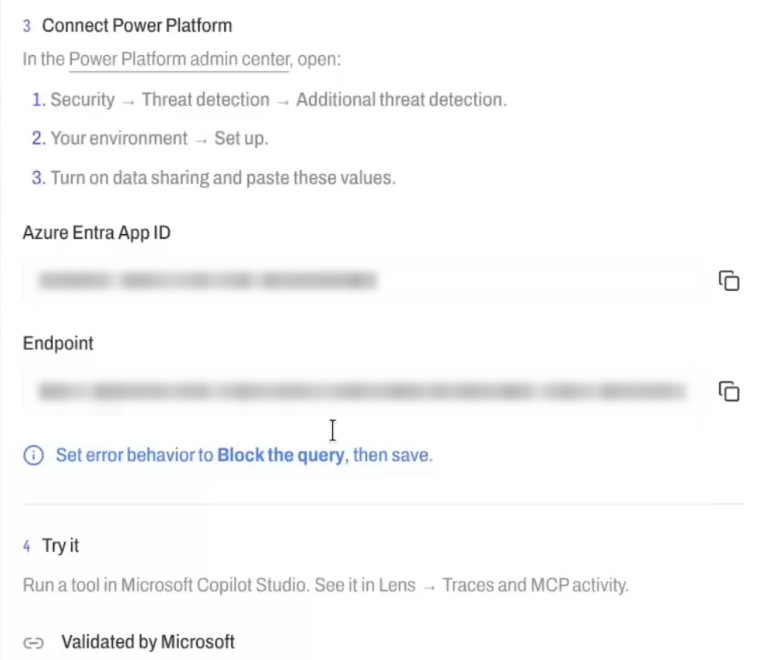 3 Connect Power Platform
In the Power Platform admin center, open:
1. Security → Threat detection → Additional threat detection.
2. Your environment → Set up.
3. Turn on data sharing and paste these values.
Azure Entra App ID
Endpoint
Set error behavior to Block the query, then save.
4 Try it
Run a tool in Microsoft Copilot Studio. See it in Lens → Traces and MCP activity.
Validated by Microsoft